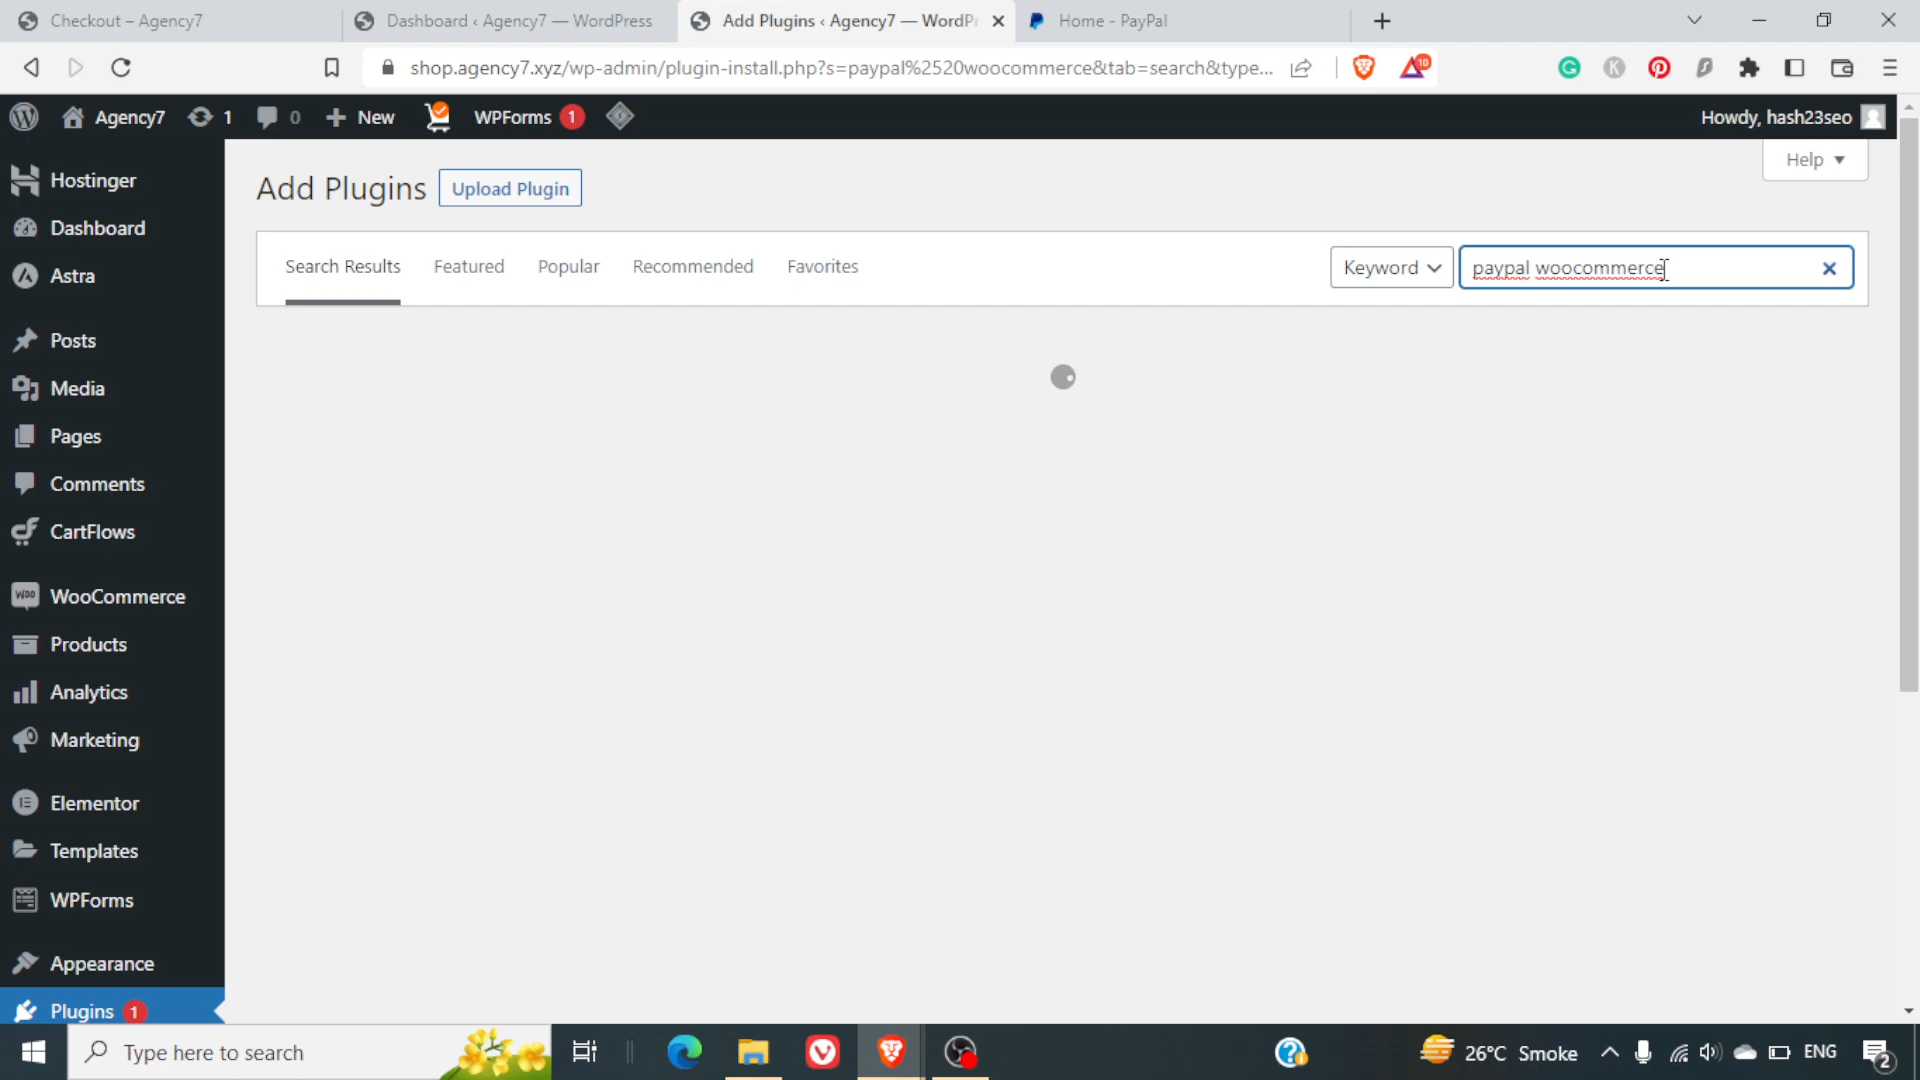 Checkout – Agency7
Dashboard ‹ Agency7 — WordPress
Add Plugins ‹ Agency7 — WordPr
Home - PayPal
shop.agency7.xyz/wp-admin/plugin-install.php?s=paypal%2520woocommerce&tab=search&type...
10
Agency7
1
0
New
WPForms 1
Howdy, hash23seo
Help
Hostinger
Dashboard
Astra
Posts
Media
Pages
Comments
CartFlows
WooCommerce
Products
Analytics
Marketing
Elementor
Templates
WPForms
Appearance
Plugins 1
Add Plugins
Upload Plugin
Search Results
Featured
Popular
Recommended
Favorites
Keyword
paypal woocommerce
Type here to search
26°C Smoke
ENG
2